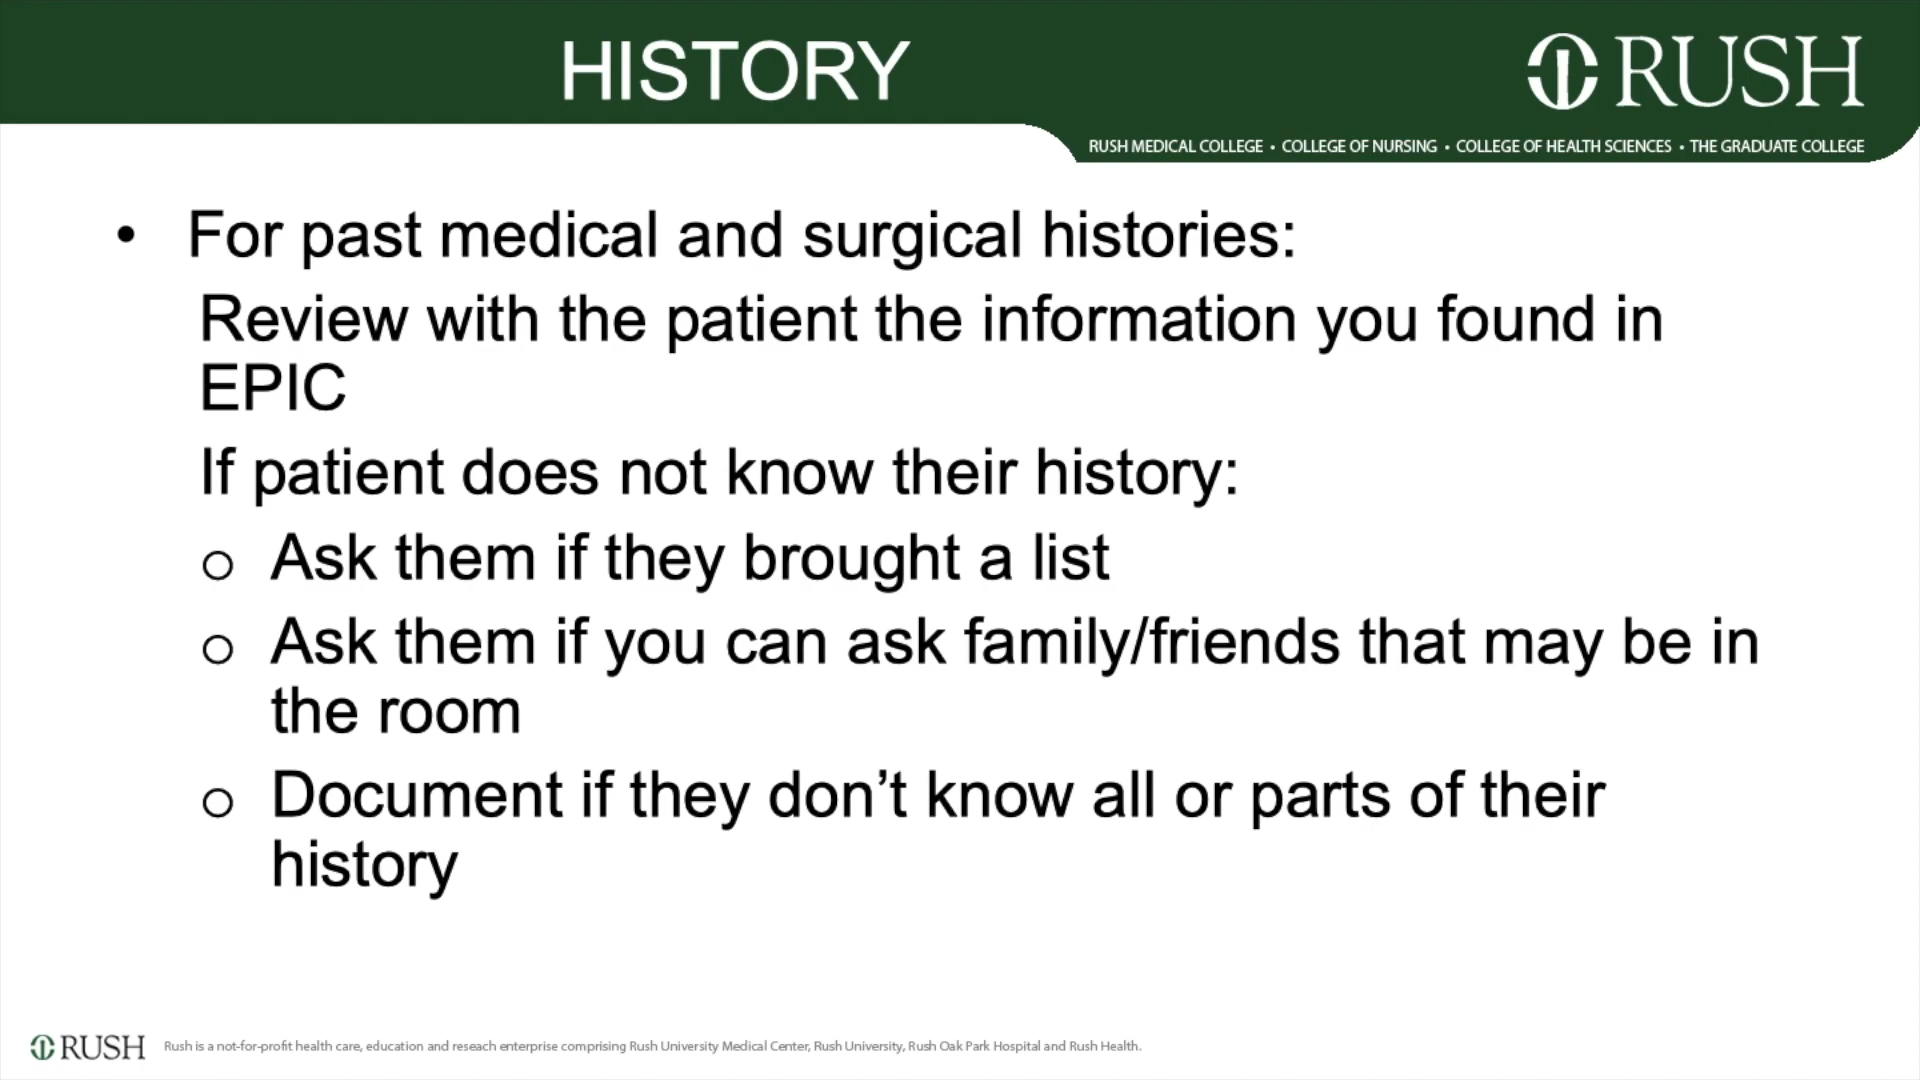 HISTORY
RUSH
RUSH MEDICAL COLLEGE • COLLEGE OF NURSING • COLLEGE OF HEALTH SCIENCES • THE GRADUATE COLLEGE
• For past medical and surgical histories:
Review with the patient the information you found in
EPIC
If patient does not know their history:
o Ask them if they brought a list
o Ask them if you can ask family/friends that may be in
the room
o Document if they don’t know all or parts of their
history
RUSH
Rush is a not-for-profit health care, education and reseach enterprise comprising Rush University Medical Center, Rush University, Rush Oak Park Hospital and Rush Health.